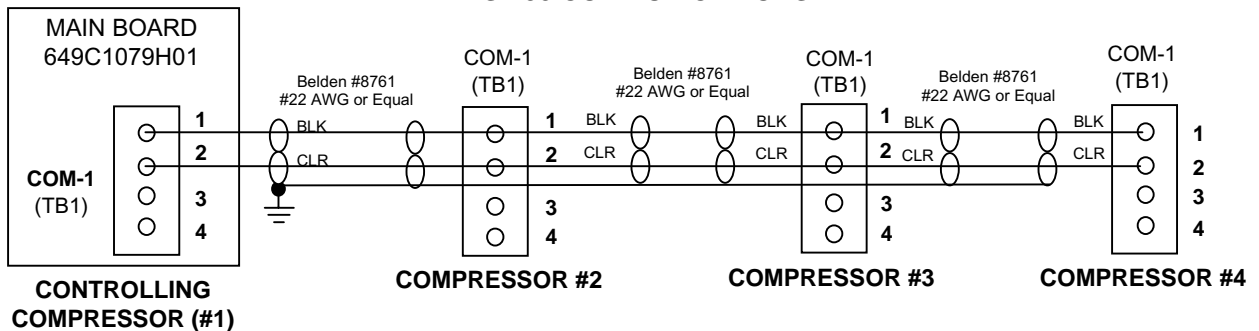 MAIN BOARD
649C1079H01
COM-1
(TB1)
1
2
3
4
CONTROLLING
COMPRESSOR (#1)
Belden #8761
#22 AWG or Equal
BLK
CLR
COM-1
(TB1)
1
2
3
4
COMPRESSOR #2
Belden #8761
#22 AWG or Equal
BLK
BLK
CLR
CLR
COM-1
(TB1)
1
2
3
4
COMPRESSOR #3
Belden #8761
#22 AWG or Equal
BLK
BLK
CLR
CLR
COM-1
(TB1)
1
2
3
4
COMPRESSOR #4